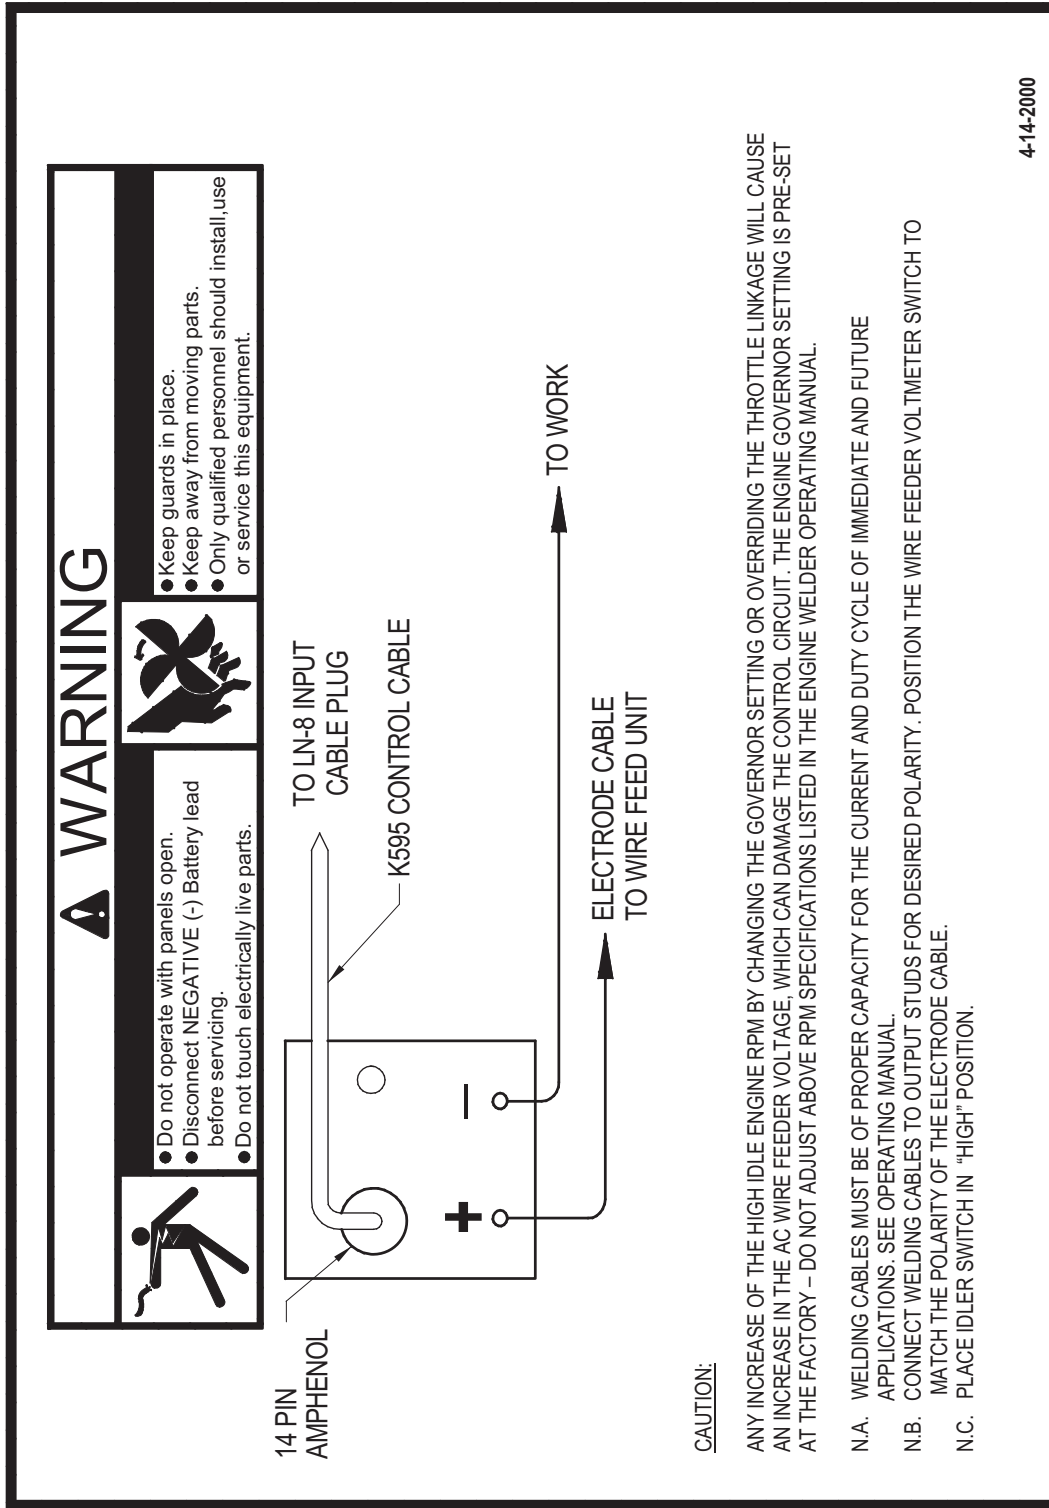 WARNING
● Do not operate with panels open.
● Disconnect NEGATIVE (-) Battery lead
before servicing.
● Do not touch electrically live parts.
● Keep guards in place.
● Keep away from moving parts.
● Only qualified personnel should install,use
or service this equipment.
14 PIN
AMPHENOL
TO LN-8 INPUT
CABLE PLUG
K595 CONTROL CABLE
+
–
ELECTRODE CABLE
TO WIRE FEED UNIT
TO WORK
CAUTION:
ANY INCREASE OF THE HIGH IDLE ENGINE RPM BY CHANGING THE GOVERNOR SETTING OR OVERRIDING THE THROTTLE LINKAGE WILL CAUSE
AN INCREASE IN THE AC WIRE FEEDER VOLTAGE, WHICH CAN DAMAGE THE CONTROL CIRCUIT. THE ENGINE GOVERNOR SETTING IS PRE-SET
AT THE FACTORY – DO NOT ADJUST ABOVE RPM SPECIFICATIONS LISTED IN THE ENGINE WELDER OPERATING MANUAL.
N.A. WELDING CABLES MUST BE OF PROPER CAPACITY FOR THE CURRENT AND DUTY CYCLE OF IMMEDIATE AND FUTURE
APPLICATIONS. SEE OPERATING MANUAL.
N.B. CONNECT WELDING CABLES TO OUTPUT STUDS FOR DESIRED POLARITY. POSITION THE WIRE FEEDER VOLTMETER SWITCH TO
MATCH THE POLARITY OF THE ELECTRODE CABLE.
N.C. PLACE IDLER SWITCH IN "HIGH" POSITION.
4-14-2000